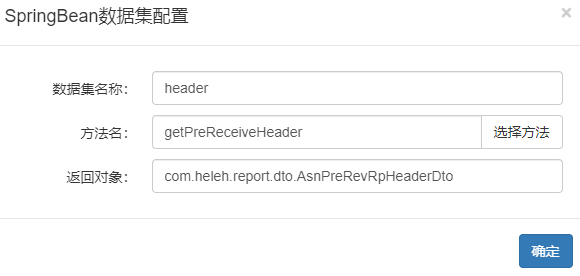 SpringBean数据集配置
×
数据集名称：
header
方法名：
getPreReceiveHeader
选择方法
返回对象：
com.heleh.report.dto.AsnPreRevRpHeaderDto
确定